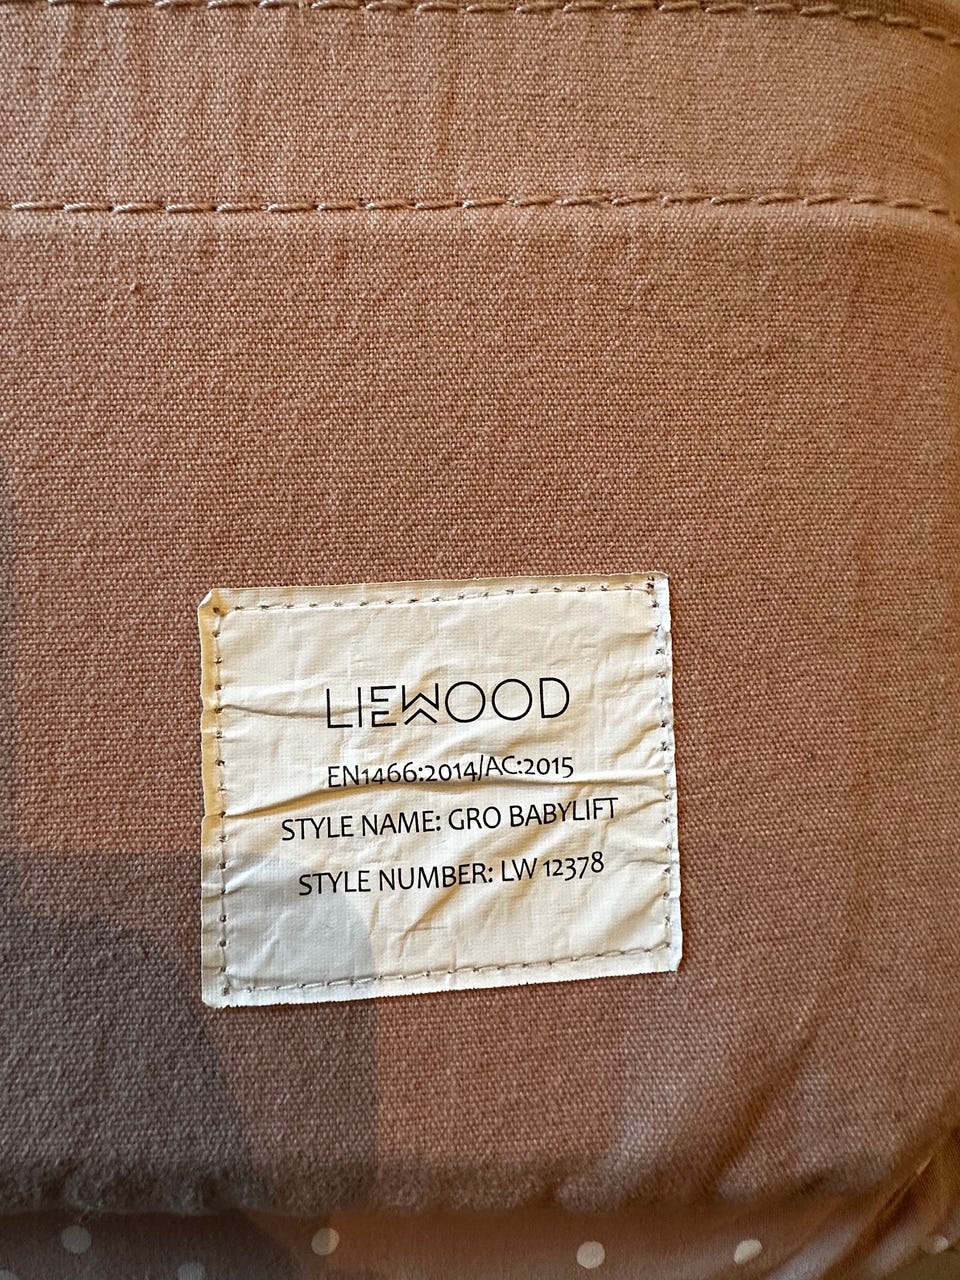 LIEWOOD
EN1466:2014/AC:2015
STYLE NAME: GRO BABYLIFT
STYLE NUMBER: LW 12378